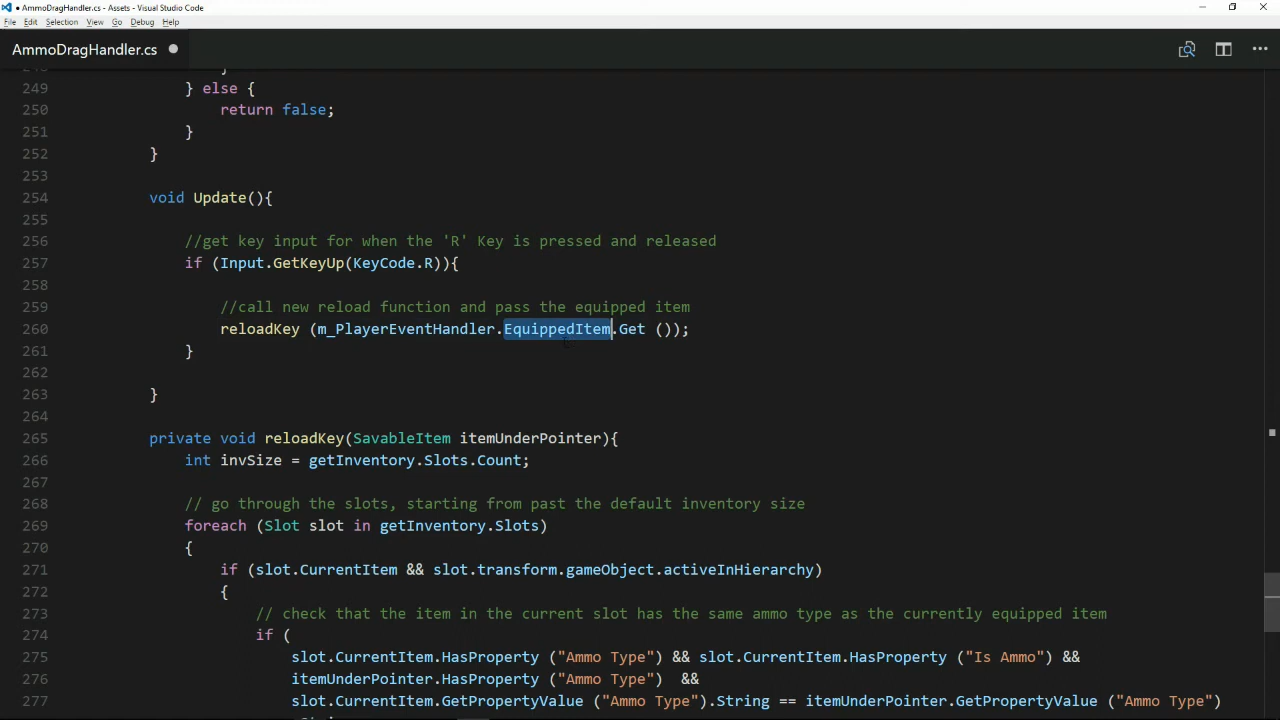 ● AmmoDragHandler.cs - Assets - Visual Studio Code
File Edit Selection View Go Debug Help
AmmoDragHandler.cs ●
249 } else {
250 return false;
251 }
252 }
253
254 void Update(){
255
256 //get key input for when the 'R' Key is pressed and released
257 if (Input.GetKeyUp(KeyCode.R)){
258
259 //call new reload function and pass the equipped item
260 reloadKey (m_PlayerEventHandler.EquippedItem.Get ());
261 }
262
263 }
264
265 private void reloadKey(SavableItem itemUnderPointer){
266 int invSize = getInventory.Slots.Count;
267
268 // go through the slots, starting from past the default inventory size
269 foreach (Slot slot in getInventory.Slots)
270 {
271 if (slot.CurrentItem && slot.transform.gameObject.activeInHierarchy)
272 {
273 // check that the item in the current slot has the same ammo type as the currently equipped item
274 if (
275 slot.CurrentItem.HasProperty ("Ammo Type") && slot.CurrentItem.HasProperty ("Is Ammo") &&
276 itemUnderPointer.HasProperty ("Ammo Type") &&
277 slot.CurrentItem.GetPropertyValue ("Ammo Type").String == itemUnderPointer.GetPropertyValue ("Ammo Type")